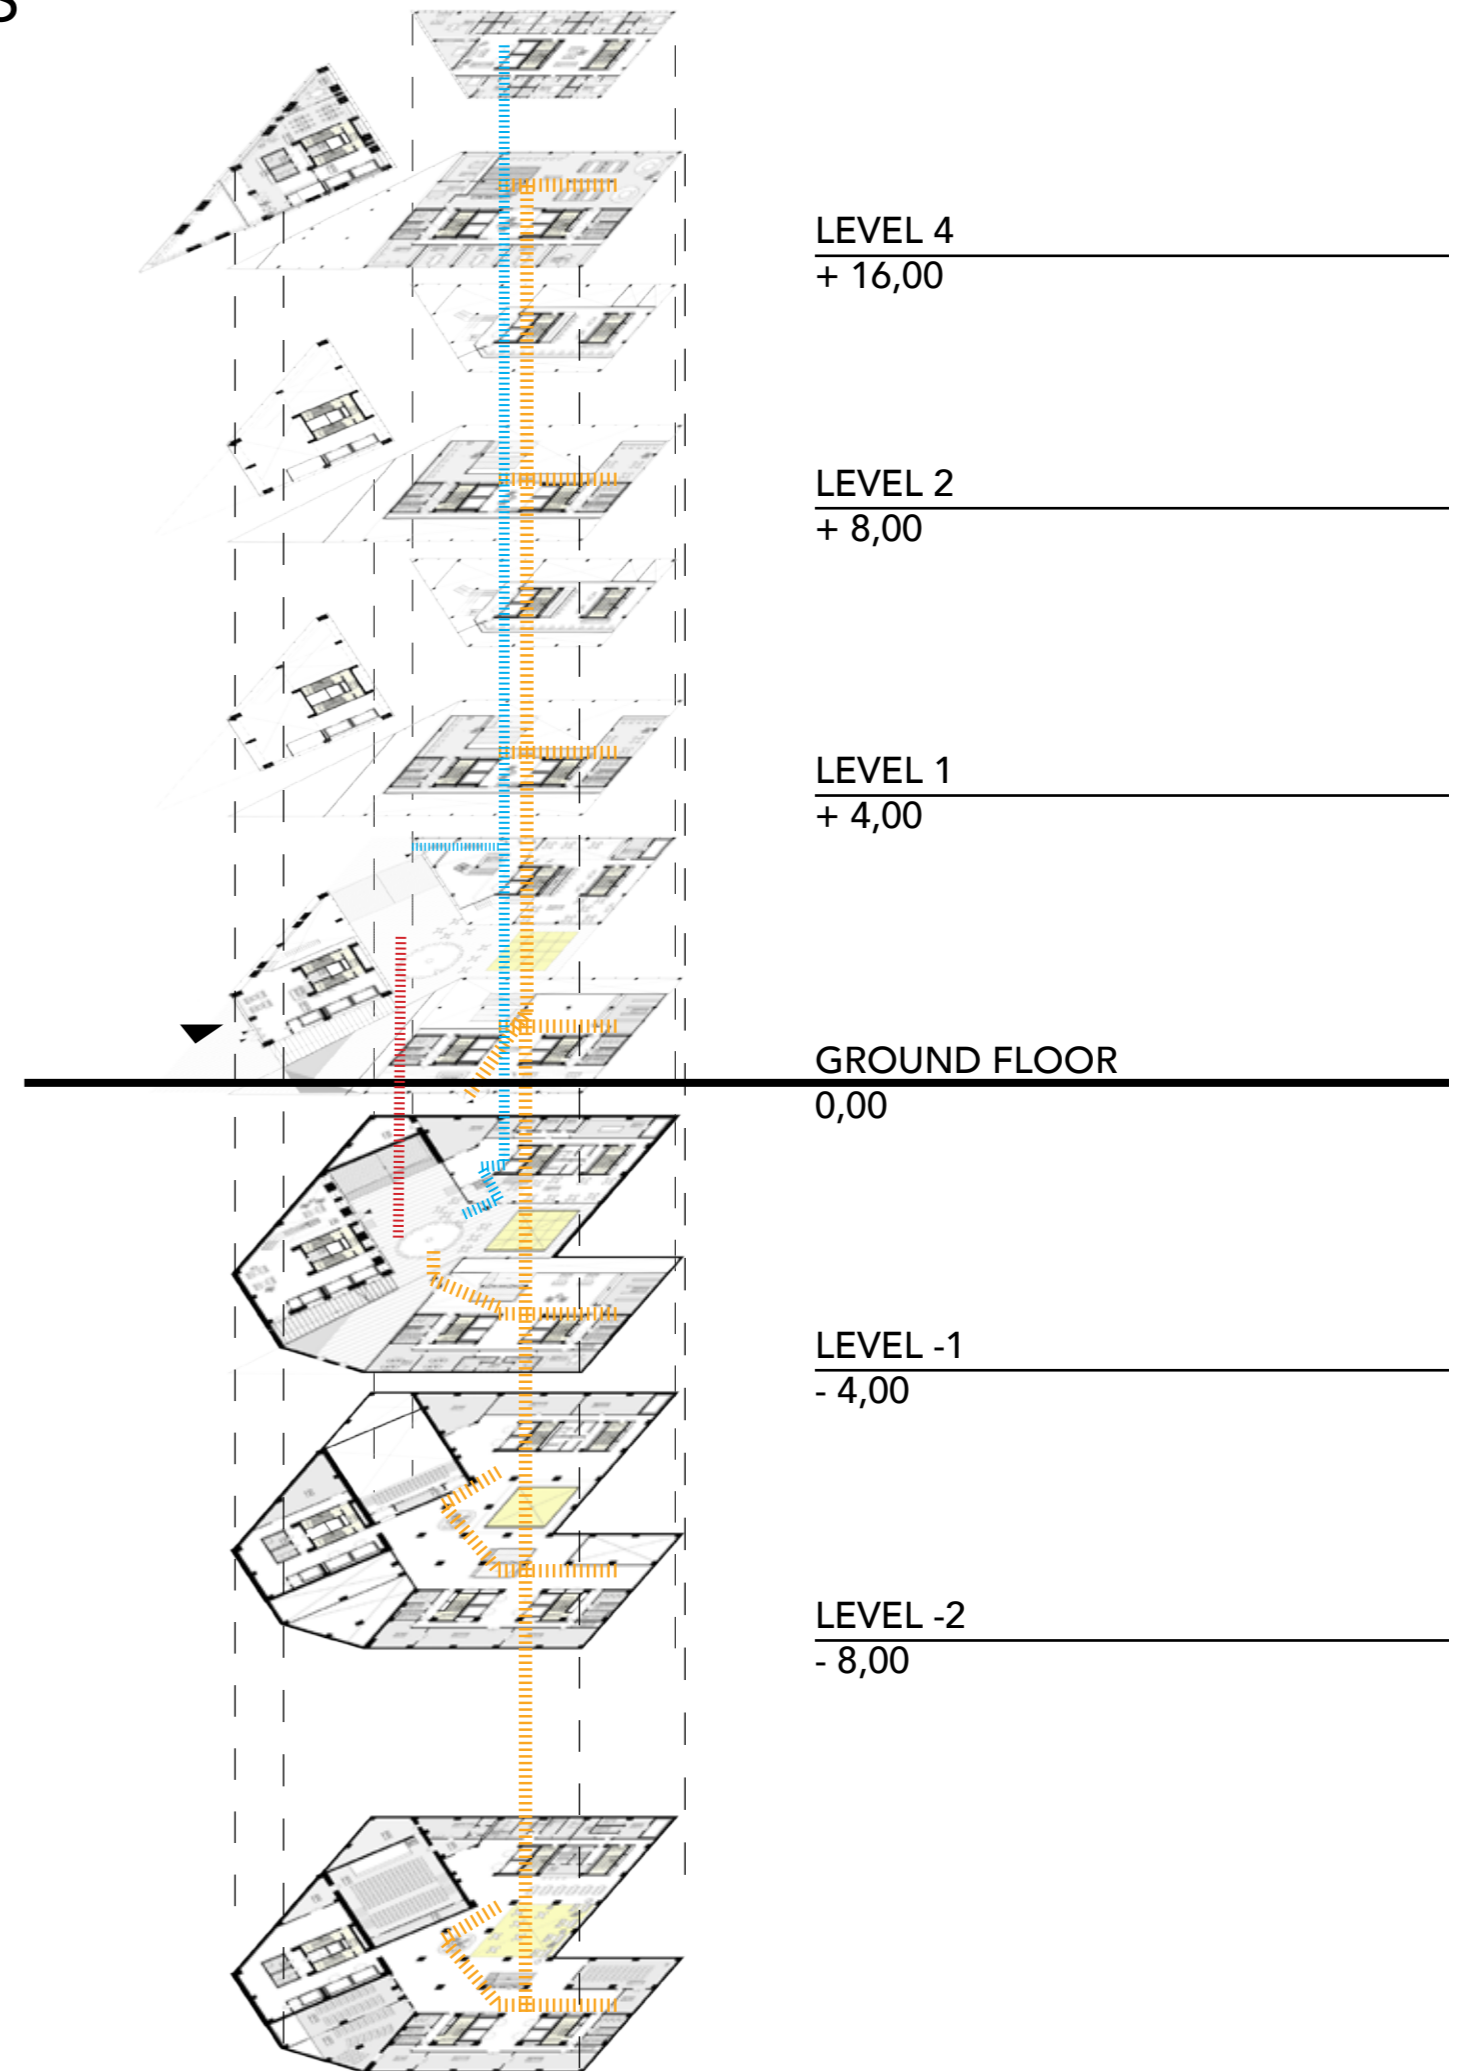 S
LEVEL 4
+ 16,00
LEVEL 2
+ 8,00
LEVEL 1
+ 4,00
GROUND FLOOR
0,00
LEVEL -1
- 4,00
LEVEL -2
- 8,00